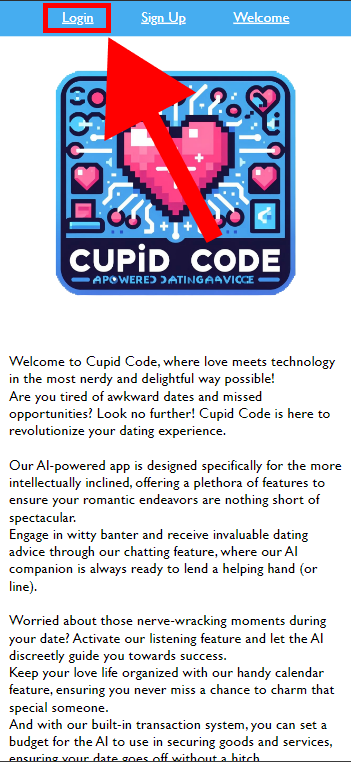 Login Sign Up Welcome
CUPiD CODE
Welcome to Cupid Code, where love meets technology
in the most nerdy and delightful way possible!
Are you tired of awkward dates and missed
opportunities? Look no further! Cupid Code is here to
revolutionize your dating experience.
Our AI-powered app is designed specifically for the more
intellectually inclined, offering a plethora of features to
ensure your romantic endeavors are nothing short of
spectacular.
Engage in witty banter and receive invaluable dating
advice through our chatting feature, where our AI
companion is always ready to lend a helping hand (or
line).
Worried about those nerve-wracking moments during
your date? Activate our listening feature and let the AI
discreetly guide you towards success.
Keep your love life organized with our handy calendar
feature, ensuring you never miss a chance to charm that
special someone.
And with our built-in transaction system, you can set a
budget for the AI to use in securing goods and services,
ensuring your date goes off without a hitch.